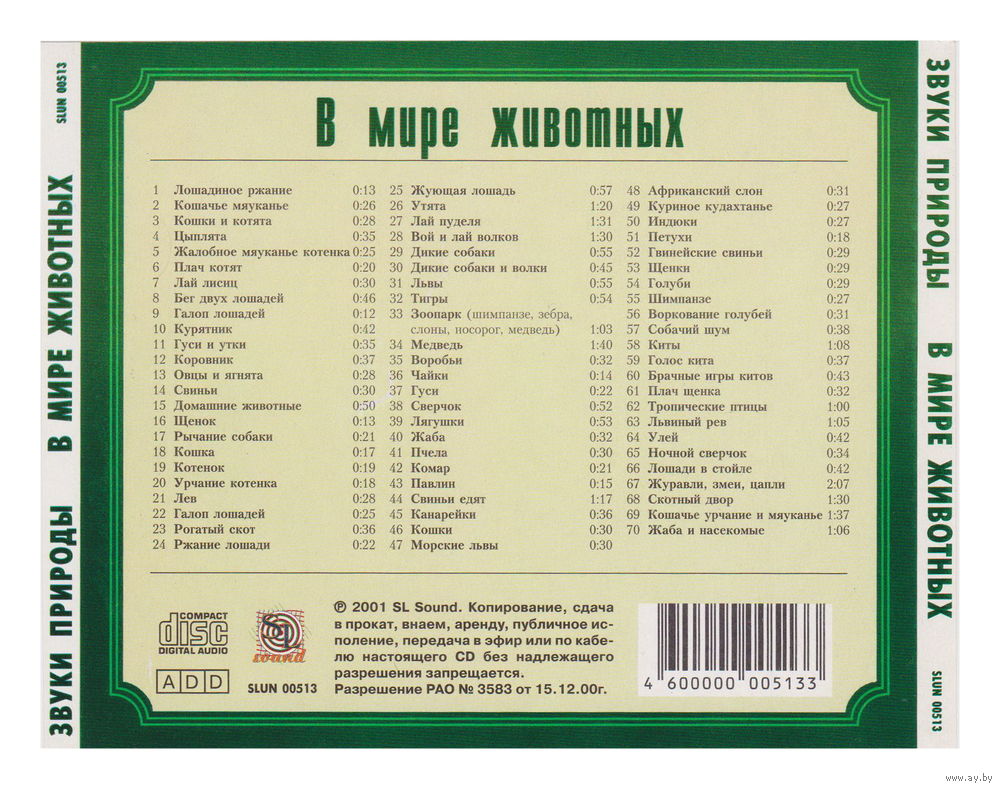 В мире животных
1 Лошадиное ржание 0:13
2 Кошачье мяуканье 0:26
3 Кошки и котята 0:28
4 Цыплята 0:35
5 Жалобное мяуканье котенка 0:25
6 Плач котят 0:20
7 Лай лисиц 0:30
8 Бег двух лошадей 0:46
9 Галоп лошадей 0:12
10 Курятник 0:42
11 Гуси и утки 0:35
12 Коровник 0:37
13 Овцы и ягнята 0:28
14 Свиньи 0:30
15 Домашние животные 0:50
16 Щенок 0:13
17 Рычание собаки 0:21
18 Кошка 0:17
19 Котенок 0:19
20 Урчание котенка 0:18
21 Лев 0:28
22 Галоп лошадей 0:25
23 Рогатый скот 0:36
24 Ржание лошади 0:22
25 Жующая лошадь 0:57
26 Утята 1:20
27 Лай пуделя 1:31
28 Вой и лай волков 1:30
29 Дикие собаки 0:55
30 Дикие собаки и волки 0:45
31 Львы 0:55
32 Тигры 0:54
33 Зоопарк (шимпанзе, зебра,
слоны, носорог, медведь) 1:03
34 Медведь 1:40
35 Воробьи 0:32
36 Чайки 0:14
37 Гуси 0:22
38 Сверчок 0:52
39 Лягушки 0:53
40 Жаба 0:32
41 Пчела 0:30
42 Комар 0:21
43 Павлин 0:15
44 Свиньи едят 1:17
45 Канарейки 0:36
46 Кошки 0:30
47 Морские львы 0:30
48 Африканский слон 0:31
49 Куриное кудахтанье 0:27
50 Индюки 0:27
51 Петухи 0:18
52 Гвинейские свиньи 0:29
53 Щенки 0:29
54 Голуби 0:29
55 Шимпанзе 0:27
56 Воркование голубей 0:31
57 Собачий шум 0:38
58 Киты 1:08
59 Голос кита 0:37
60 Брачные игры китов 0:43
61 Плач щенка 0:32
62 Тропические птицы 1:00
63 Львиный рев 1:05
64 Улей 0:42
65 Ночной сверчок 0:34
66 Лошади в стойле 0:42
67 Журавли, змеи, цапли 2:07
68 Скотный двор 1:30
69 Кошачье урчание и мяуканье 1:37
70 Жаба и насекомые 1:06
COMPACT
disc
DIGITAL AUDIO
ADD
SL
sound
SLUN 00513
℗ 2001 SL Sound. Копирование, сдача
в прокат, внаем, аренду, публичное ис-
полнение, передача в эфир или по кабе-
лю настоящего CD без надлежащего
разрешения запрещается.
Разрешение РАО № 3583 от 15.12.00г.
4 600000 005133
ЗВУКИ ПРИРОДЫ В МИРЕ ЖИВОТНЫХ SLUN 00513
ЗВУКИ ПРИРОДЫ В МИРЕ ЖИВОТНЫХ SLUN 00513
www.ay.by